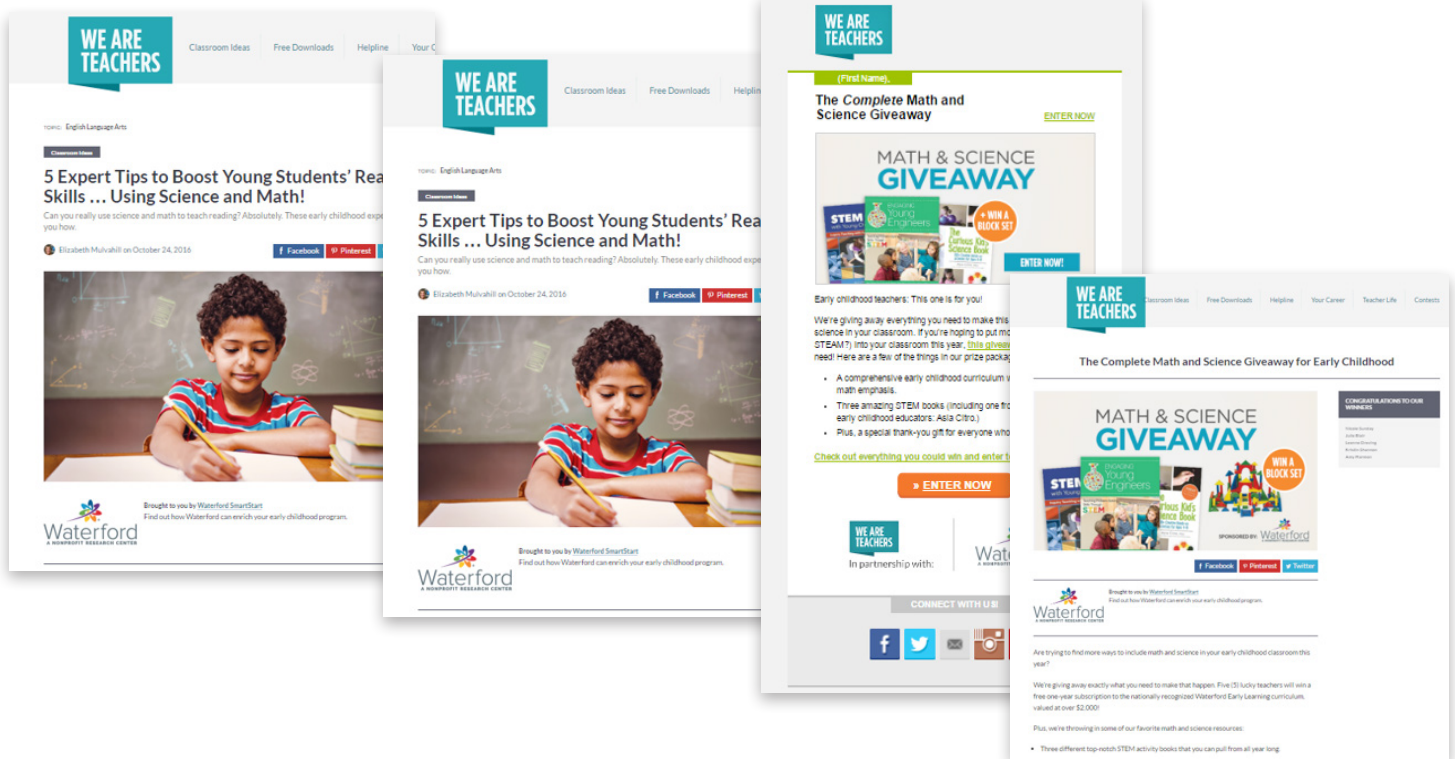 WE ARE
TEACHERS
Classroom Ideas
Free Downloads
Helpline
Your C
TOPIC: English Language Arts
Classroom Ideas
5 Expert Tips to Boost Young Students' Rea
Skills … Using Science and Math!
Can you really use science and math to teach reading? Absolutely. These early childhood expe
you how.
Elizabeth Mulvahill on October 24, 2016
Facebook
Pinterest
Waterford
A NONPROFIT RESEARCH CENTER
Brought to you by Waterford SmartStart
Find out how Waterford can enrich your early childhood program.
WE ARE
TEACHERS
Classroom Ideas
Free Downloads
Helplin
TOPIC: English Language Arts
Classroom Ideas
5 Expert Tips to Boost Young Students' Rea
Skills … Using Science and Math!
Can you really use science and math to teach reading? Absolutely. These early childhood expe
you how.
Elizabeth Mulvahill on October 24, 2016
Facebook
Pinterest
Waterford
A NONPROFIT RESEARCH CENTER
Brought to you by Waterford SmartStart
Find out how Waterford can enrich your early childhood program.
WE ARE
TEACHERS
{First Name},
The Complete Math and
Science Giveaway
ENTER NOW
MATH & SCIENCE
GIVEAWAY
STEM
with Young
ENGAGING
Young
Engineers
The
Curious Kid's
Science Book
+ WIN A
BLOCK SET
ENTER NOW!
Early childhood teachers: This one is for you!
We're giving away everything you need to make this
science in your classroom. If you're hoping to put mo
STEAM?) into your classroom this year, this giveaw
need! Here are a few of the things in our prize packag
• A comprehensive early childhood curriculum w
math emphasis.
• Three amazing STEM books (including one fro
early childhood educators: Asia Citro.)
• Plus, a special thank-you gift for everyone who
Check out everything you could win and enter t
» ENTER NOW
WE ARE
TEACHERS
In partnership with:
Wat
CONNECT WITH US!
WE ARE
TEACHERS
Classroom Ideas
Free Downloads
Helpline
Your Career
Teacher Life
Contests
The Complete Math and Science Giveaway for Early Childhood
MATH & SCIENCE
GIVEAWAY
STEM
ENGAGING
Young
Engineers
rious Kid's
ience Book
WIN A
BLOCK SET
SPONSORED BY: Waterford
CONGRATULATIONS TO OUR
WINNERS
Facebook
Pinterest
Twitter
Waterford
A NONPROFIT RESEARCH CENTER
Brought to you by Waterford SmartStart
Find out how Waterford can enrich your early childhood program.
Are trying to find more ways to include math and science in your early childhood classroom this
year?
We're giving away exactly what you need to make that happen. Five (5) lucky teachers will win a
free one-year subscription to the nationally recognized Waterford Early Learning curriculum,
valued at over $2,000!
Plus, we're throwing in some of our favorite math and science resources:
• Three different top-notch STEM activity books that you can pull from all year long.